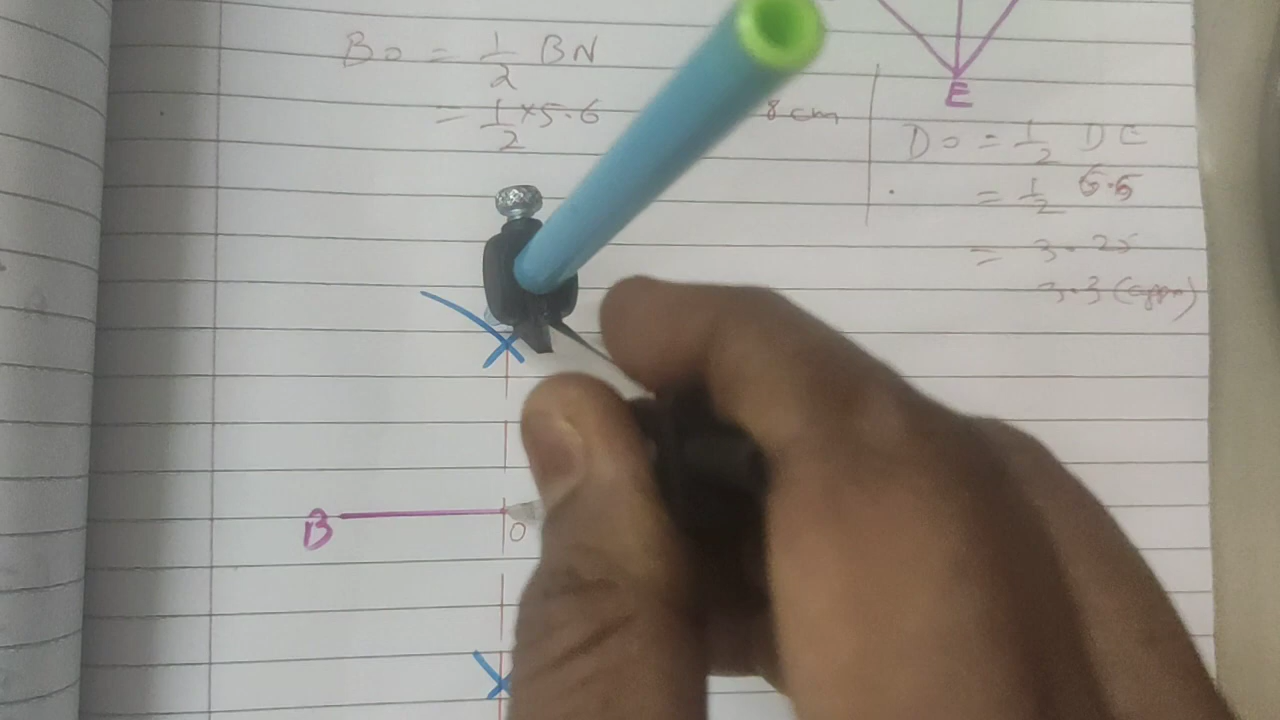 BO = 1/2 BN
= 1/2 × 5.6
8 cm
E
DO = 1/2 DE
= 1/2 6.5
= 3.25
3.3 (appx)
B
O